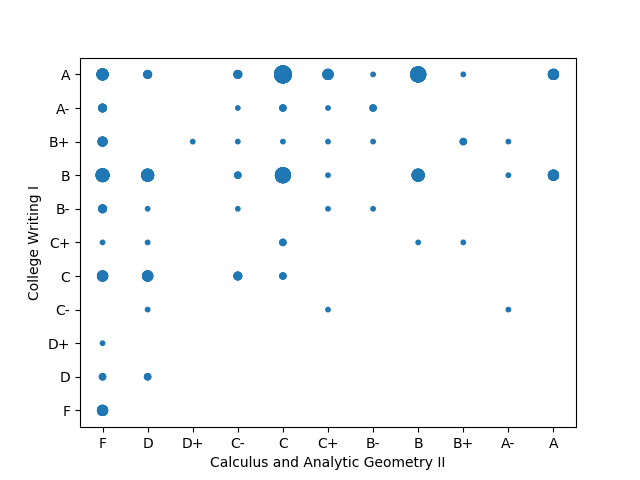 A
A-
B+
B
B-
C+
C
C-
D+
D
F
College Writing I
F D D+ C- C C+ B- B B+ A- A
Calculus and Analytic Geometry II